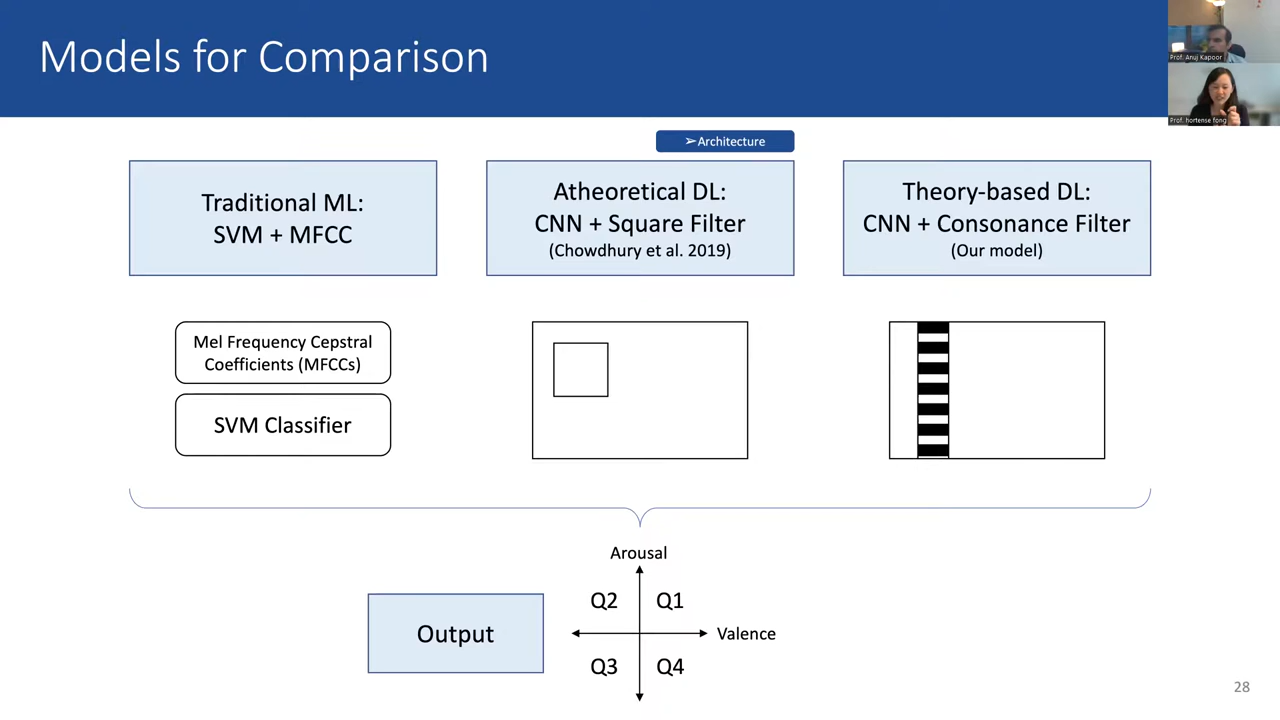 Models for Comparison
Prof. Anuj Kapoor
Prof. hortense fong
➢Architecture
Traditional ML:
SVM + MFCC
Atheoretical DL:
CNN + Square Filter
(Chowdhury et al. 2019)
Theory-based DL:
CNN + Consonance Filter
(Our model)
Mel Frequency Cepstral
Coefficients (MFCCs)
SVM Classifier
Output
Arousal
Q2 Q1
Valence
Q3 Q4
28